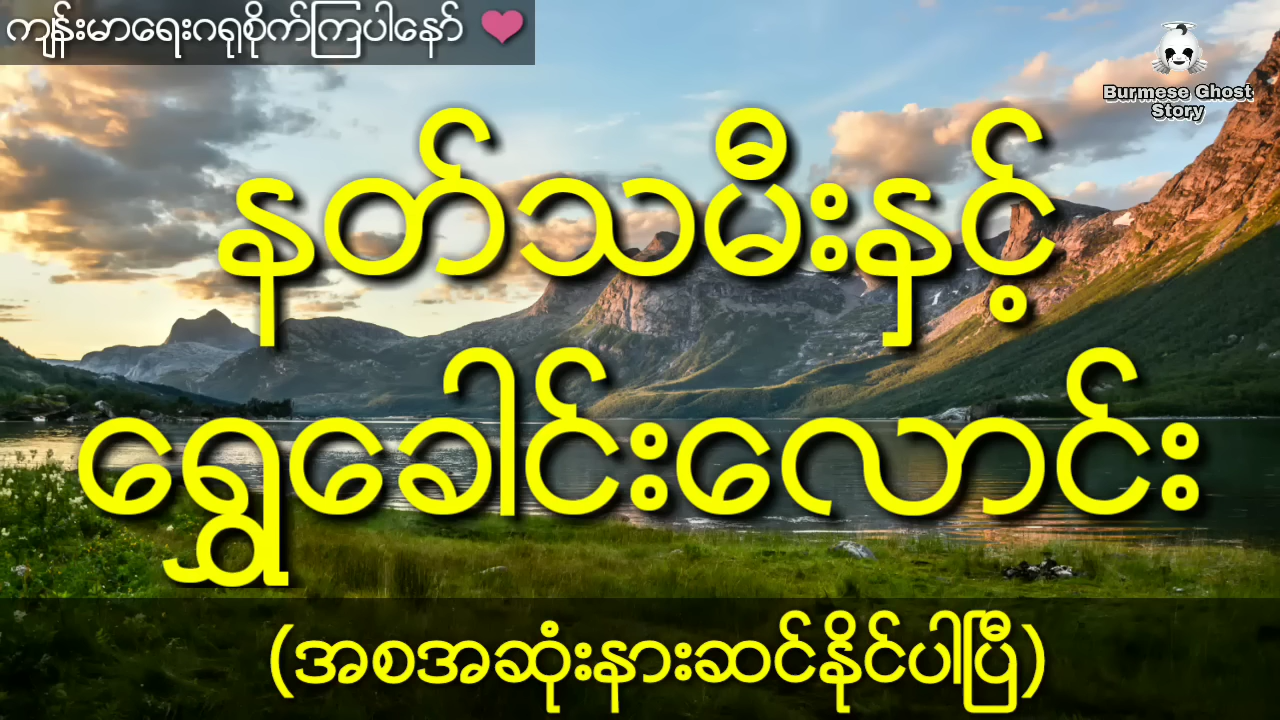 ကျန်းမာရေးဂရုစိုက်ကြပါနော် ❤
Burmese Ghost
Story
နတ်သမီးနှင့်
ရွှေခေါင်းလောင်း
(အစအဆုံးနားဆင်နိုင်ပါပြီ)